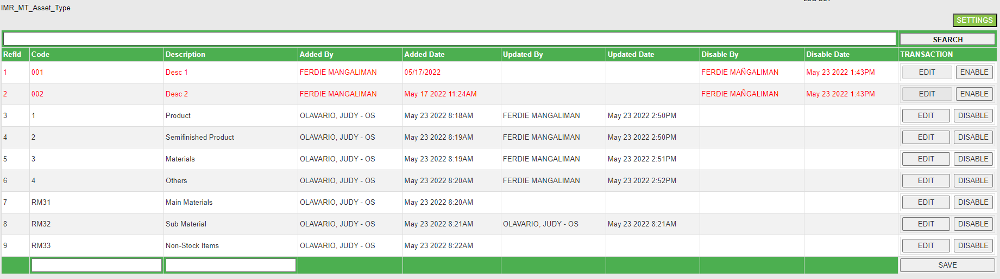 IMR_MT_Asset_Type
SETTINGS
SEARCH
RefId Code Description Added By Added Date Updated By Updated Date Disable By Disable Date TRANSACTION
1 001 Desc 1 FERDIE MANGALIMAN 05/17/2022 FERDIE MAÑGALIMAN May 23 2022 1:43PM EDIT ENABLE
2 002 Desc 2 FERDIE MANGALIMAN May 17 2022 11:24AM FERDIE MAÑGALIMAN May 23 2022 1:43PM EDIT ENABLE
3 1 Product OLAVARIO, JUDY - OS May 23 2022 8:18AM FERDIE MANGALIMAN May 23 2022 2:50PM EDIT DISABLE
4 2 Semifinished Product OLAVARIO, JUDY - OS May 23 2022 8:19AM FERDIE MANGALIMAN May 23 2022 2:50PM EDIT DISABLE
5 3 Materials OLAVARIO, JUDY - OS May 23 2022 8:19AM FERDIE MANGALIMAN May 23 2022 2:51PM EDIT DISABLE
6 4 Others OLAVARIO, JUDY - OS May 23 2022 8:20AM FERDIE MANGALIMAN May 23 2022 2:52PM EDIT DISABLE
7 RM31 Main Materials OLAVARIO, JUDY - OS May 23 2022 8:20AM EDIT DISABLE
8 RM32 Sub Material OLAVARIO, JUDY - OS May 23 2022 8:21AM OLAVARIO, JUDY - OS May 23 2022 8:21AM EDIT DISABLE
9 RM33 Non-Stock Items OLAVARIO, JUDY - OS May 23 2022 8:22AM EDIT DISABLE
SAVE